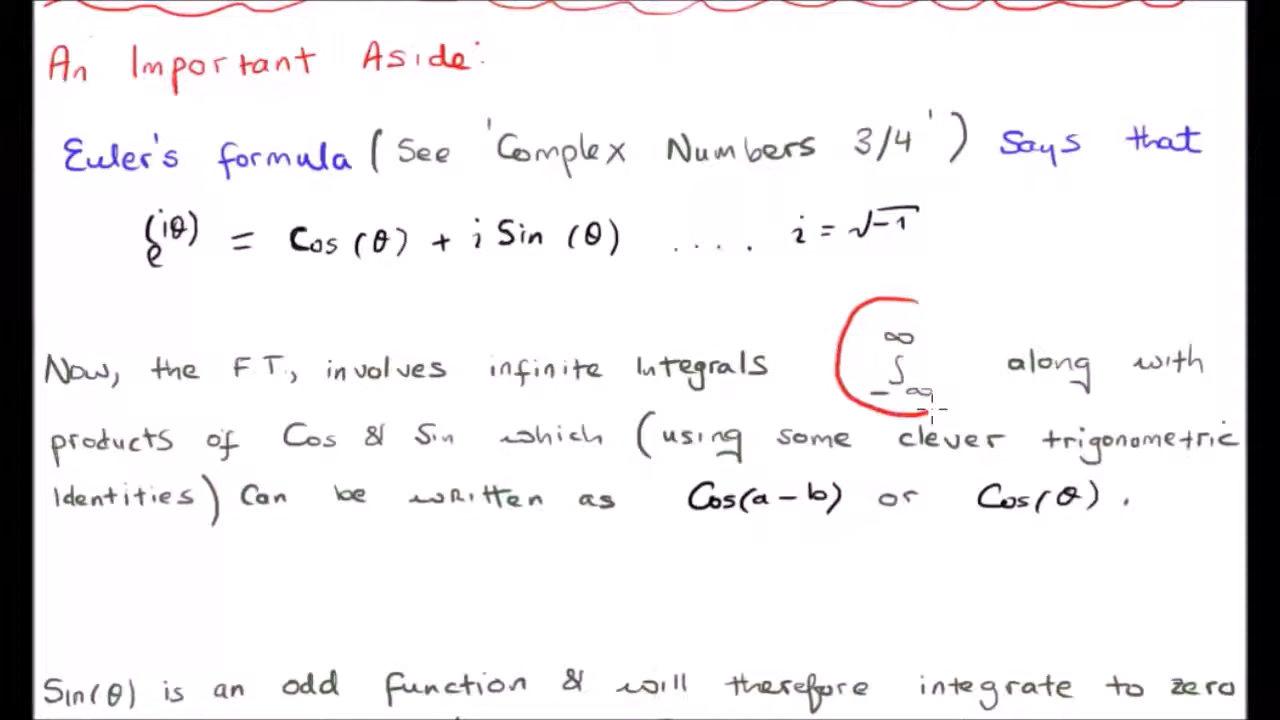 An Important Aside:
Euler's formula (See 'Complex Numbers 3/4') Says that
e^(iθ) = Cos(θ) + i Sin(θ) .... i = √-1
Now, the F.T., involves infinite Integrals ∫_{-∞}^{∞} along with
products of Cos & Sin which (using some clever trigonometric
Identities) Can be written as Cos(a-b) or Cos(θ).
Sin(θ) is an odd function & will therefore integrate to zero